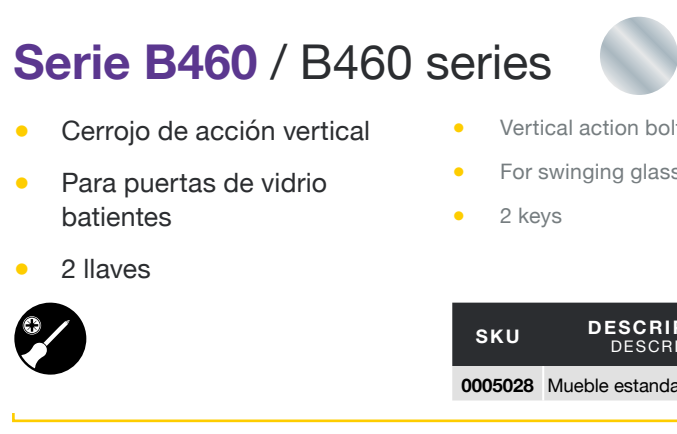 Serie B460 / B460 series
Cerrojo de acción vertical
Para puertas de vidrio
batientes
2 llaves
Vertical action bolt
For swinging glass
2 keys
SKU
0005028 Mueble